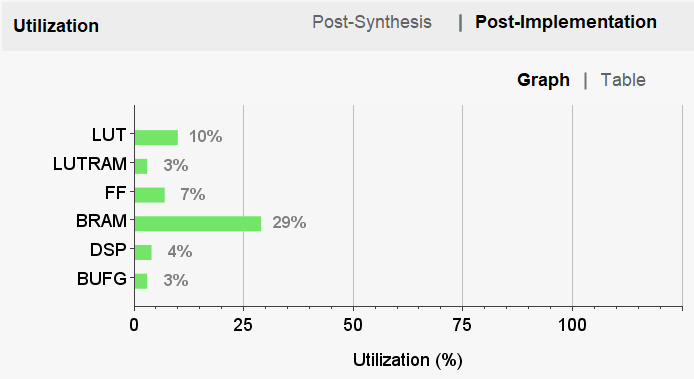 Utilization Post-Synthesis | Post-Implementation
Graph | Table
LUT 10%
LUTRAM 3%
FF 7%
BRAM 29%
DSP 4%
BUFG 3%
0 25 50 75 100
Utilization (%)